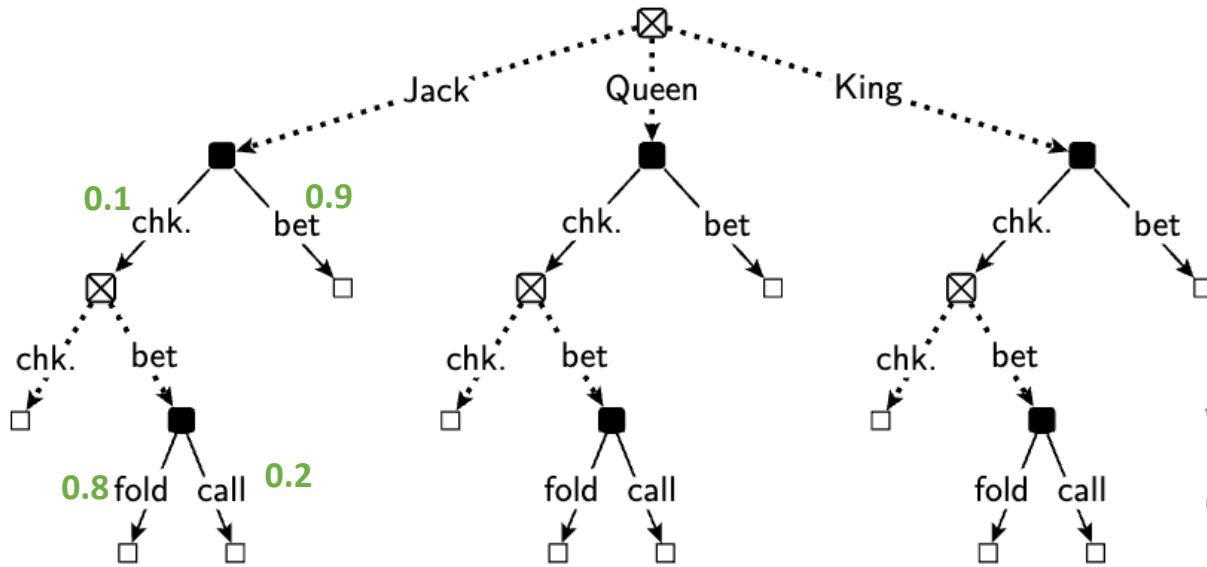 Jack Queen King
0.1 0.9
chk. bet chk. bet chk. bet
chk. bet chk. bet chk. bet
0.8 fold call 0.2 fold call fold call